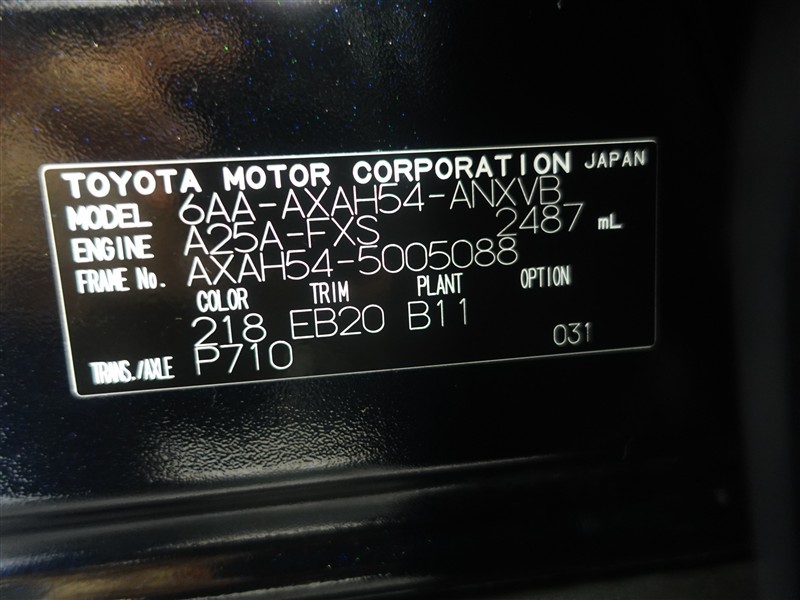 TOYOTA MOTOR CORPORATION JAPAN
MODEL 6AA-AXAH54-ANXVB
ENGINE A25A-FXS 2487 mL
FRAME No. AXAH54-5005088
COLOR TRIM PLANT OPTION
218 EB20 B11
TRANS./AXLE P710 031